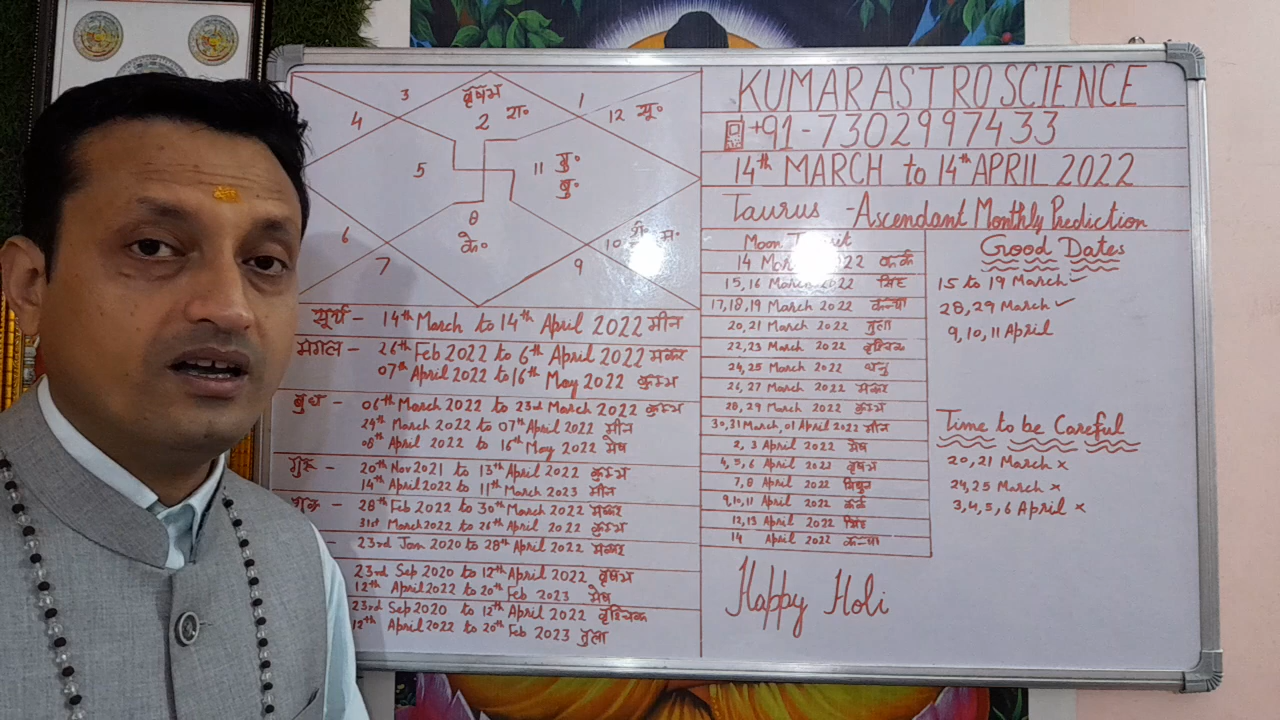 3
वृषभ
1
4
2 रा०
12 सू०
5
11 गु०
बु०
8
के०
6
10 शु० म०
7
9
KUMAR ASTRO SCIENCE
+91-7302997433
14th MARCH to 14th APRIL 2022
Taurus - Ascendant Monthly Prediction
सूर्य - 14th March to 14th April 2022 मीन
मंगल - 26th Feb 2022 to 6th April 2022 मकर
07th April 2022 to 16th May 2022 कुम्भ
बुध - 06th March 2022 to 23rd March 2022 कुम्भ
24th March 2022 to 07th April 2022 मीन
08th April 2022 to 16th May 2022 मेष
गुरू - 20th Nov 2021 to 13th April 2022 कुम्भ
14th April 2022 to 11th March 2023 मीन
शुक्र - 28th Feb 2022 to 30th March 2022 मकर
31st March 2022 to 26th April 2022 कुम्भ
- 23rd Jan 2020 to 28th April 2022 मकर
23rd Sep 2020 to 12th April 2022 वृषभ
12th April 2022 to 20th Feb 2023 मेष
23rd Sep 2020 to 12th April 2022 वृश्चिक
12th April 2022 to 20th Feb 2023 तुला
Moon Transit
14 March 2022 कर्क
15, 16 March 2022 सिंह
17, 18, 19 March 2022 कन्या
20, 21 March 2022 तुला
22, 23 March 2022 वृश्चिक
24, 25 March 2022 धनु
26, 27 March 2022 मकर
28, 29 March 2022 कुम्भ
30, 31 March, 01 April 2022 मीन
2, 3 April 2022 मेष
4, 5, 6 April 2022 वृषभ
7, 8 April 2022 मिथुन
9, 10, 11 April 2022 कर्क
12, 13 April 2022 सिंह
14 April 2022 कन्या
Good Dates
15 to 19 March ✓
28, 29 March ✓
9, 10, 11 April
Time to be Careful
20, 21 March ×
24, 25 March ×
3, 4, 5, 6 April ×
Happy Holi